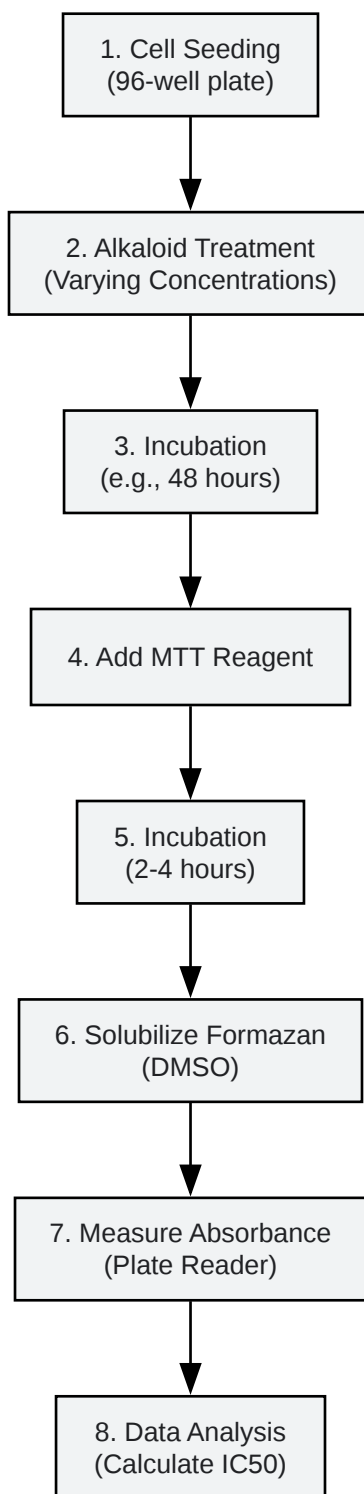 1. Cell Seeding
(96-well plate)
2. Alkaloid Treatment
(Varying Concentrations)
3. Incubation
(e.g., 48 hours)
4. Add MTT Reagent
5. Incubation
(2-4 hours)
6. Solubilize Formazan
(DMSO)
7. Measure Absorbance
(Plate Reader)
8. Data Analysis
(Calculate IC50)